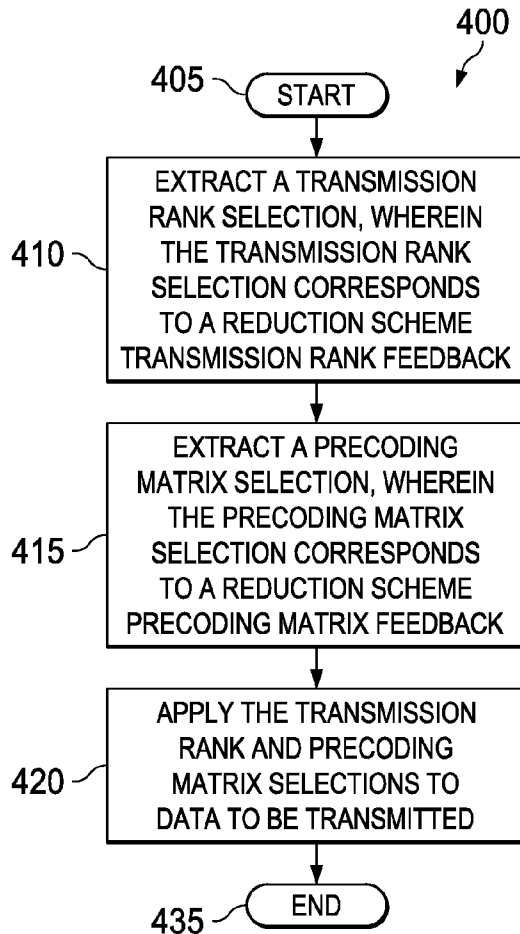 400
405
START
410
EXTRACT A TRANSMISSION
RANK SELECTION, WHEREIN
THE TRANSMISSION RANK
SELECTION CORRESPONDS
TO A REDUCTION SCHEME
TRANSMISSION RANK FEEDBACK
415
EXTRACT A PRECODING
MATRIX SELECTION, WHEREIN
THE PRECODING MATRIX
SELECTION CORRESPONDS
TO A REDUCTION SCHEME
PRECODING MATRIX FEEDBACK
420
APPLY THE TRANSMISSION
RANK AND PRECODING
MATRIX SELECTIONS TO
DATA TO BE TRANSMITTED
435
END